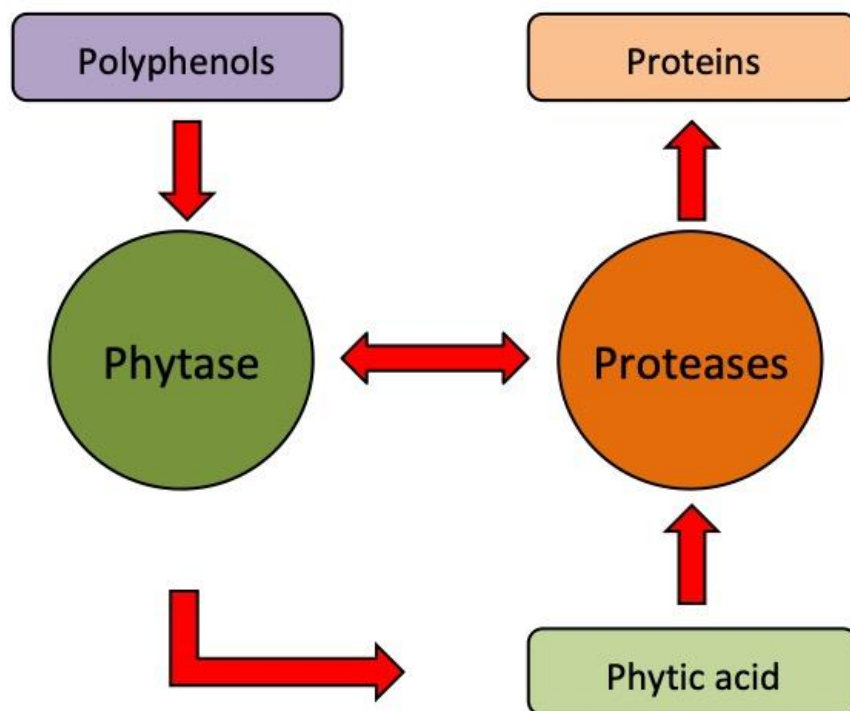 Polyphenols
Proteins
Phytase
Proteases
Phytic acid